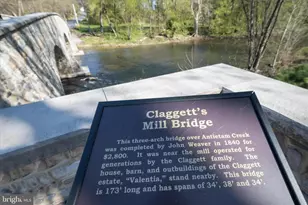 Claggett's
Mill Bridge
This three-arch bridge over Antietam Creek
was completed by John Weaver in 1840 for
$2,800. It was near the mill operated for
generations by the Claggett family. The
house, barn, and outbuildings of the Claggett
estate, "Valentia," stand nearby. This bridge
is 173' long and has spans of 34', 38' and 34'.